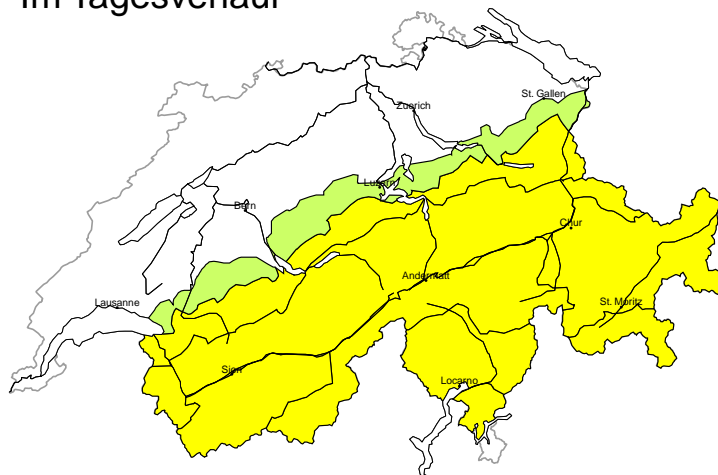 im Tagesverlauf
St. Gallen
Zuerich
Luzern
Bern
Chur
Andermatt
Lausanne
St. Moritz
Sion
Locarno